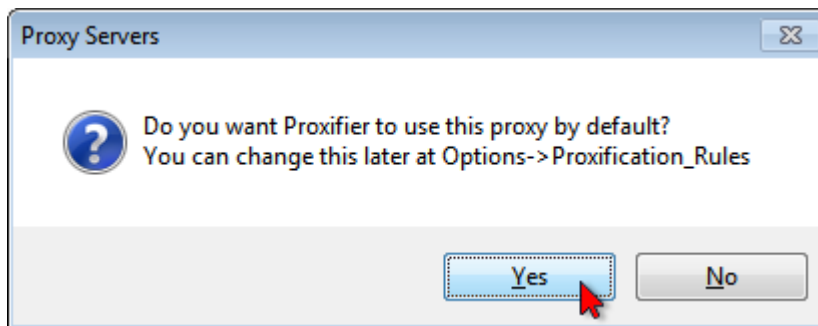 Proxy Servers
Do you want Proxifier to use this proxy by default?
You can change this later at Options->Proxification_Rules
Yes
No